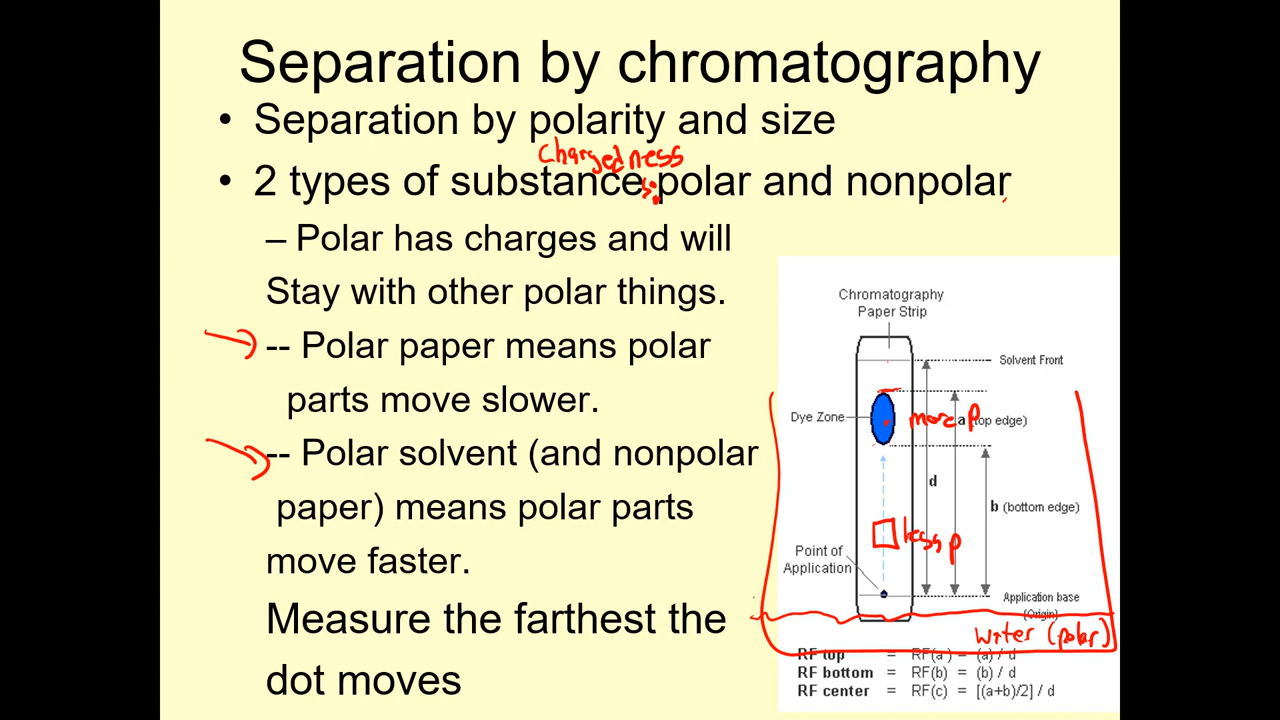 Separation by chromatography
• Separation by polarity and size
chargedness
• 2 types of substance polar and nonpolar
– Polar has charges and will
Stay with other polar things.
-- Polar paper means polar
parts move slower.
-- Polar solvent (and nonpolar
paper) means polar parts
move faster.
Measure the farthest the
dot moves
Chromatography
Paper Strip
Solvent Front
Dye Zone
more p
a (top edge)
d
b (bottom edge)
less p
Point of
Application
Application base
(Origin)
water (polar)
RF top = RF(a) = (a) / d
RF bottom = RF(b) = (b) / d
RF center = RF(c) = [(a+b)/2] / d